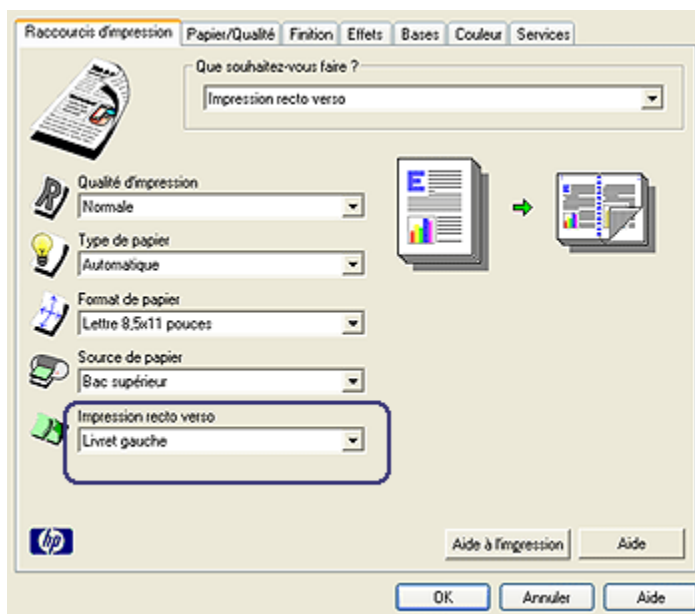 Raccourcis d'impression Papier/Qualité Finition Effets Bases Couleur Services
Que souhaitez-vous faire ?
Impression recto verso
Qualité d'impression
Normale
Type de papier
Automatique
Format de papier
Lettre 8,5x11 pouces
Source de papier
Bac supérieur
Impression recto verso
Livret gauche
E
E
hp
Aide à l'impression Aide
OK Annuler Aide